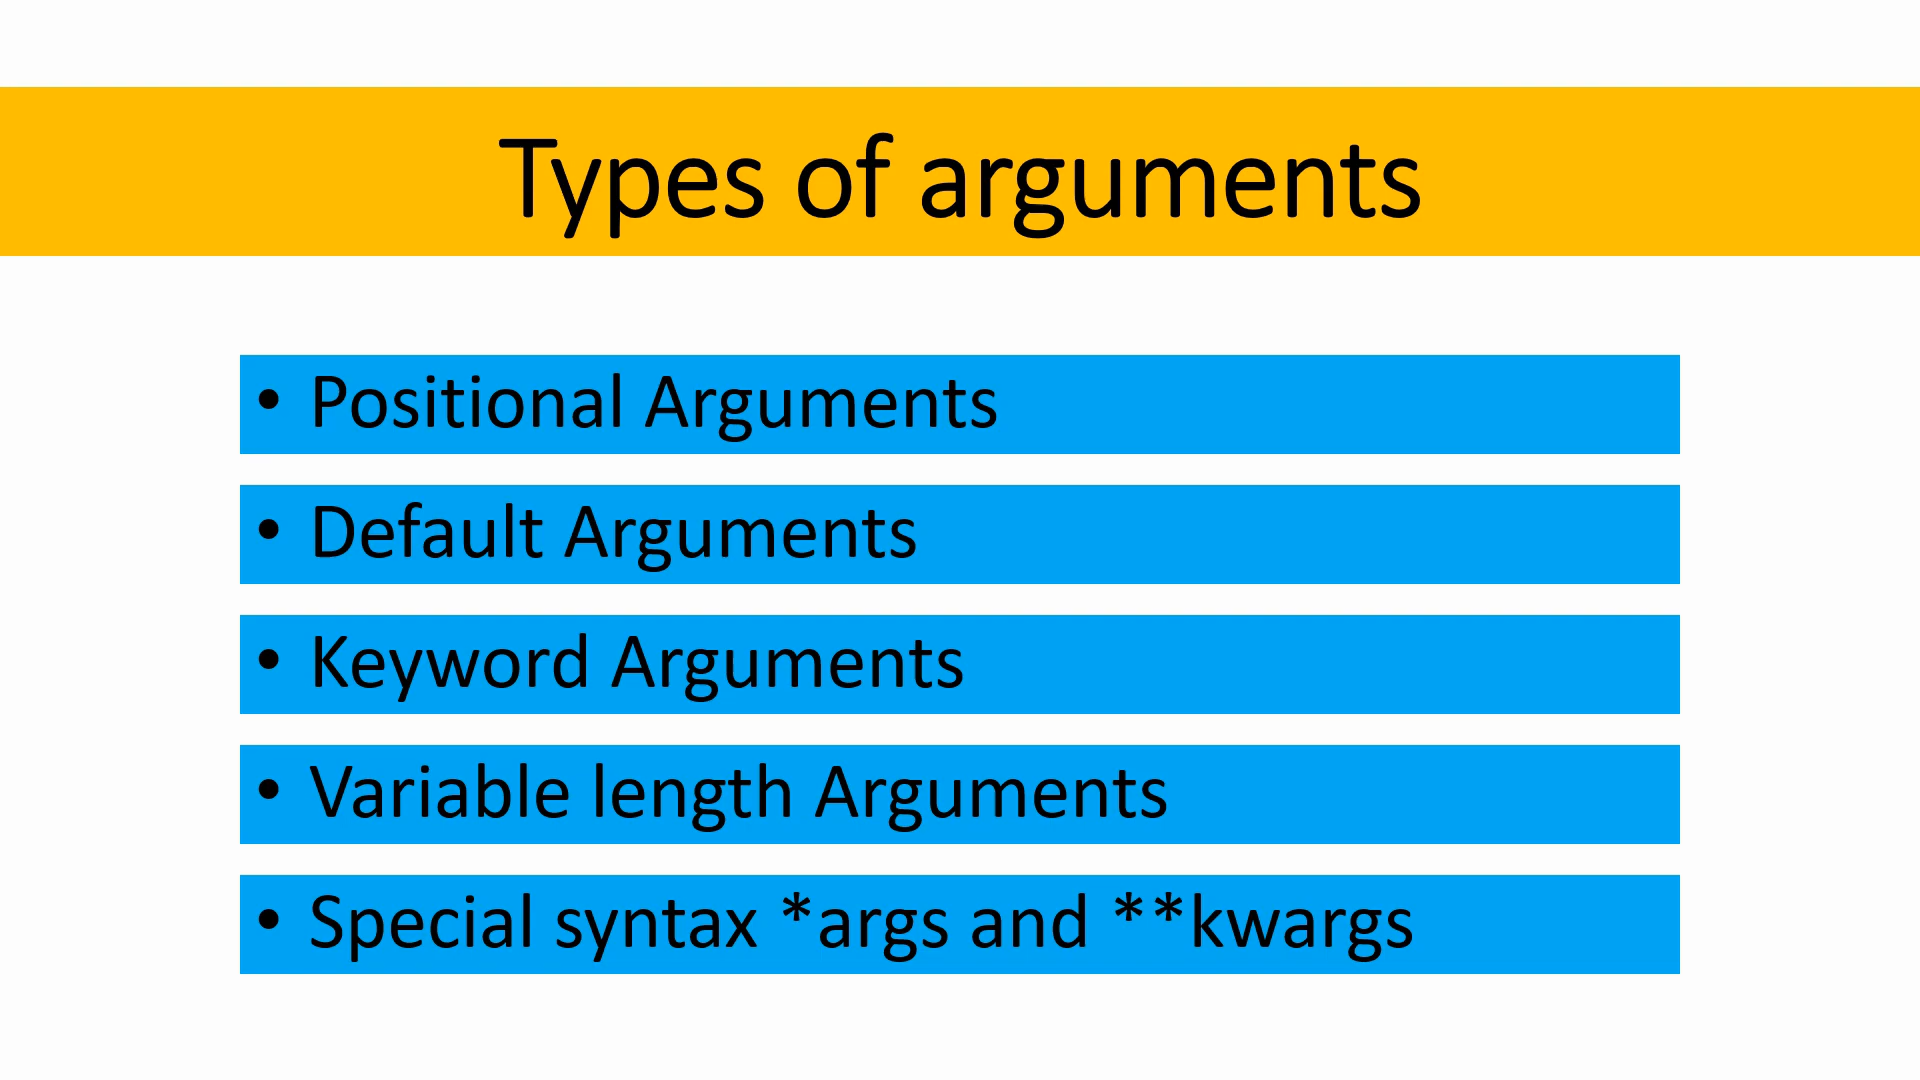 Types of arguments
• Positional Arguments
• Default Arguments
• Keyword Arguments
• Variable length Arguments
• Special syntax *args and **kwargs